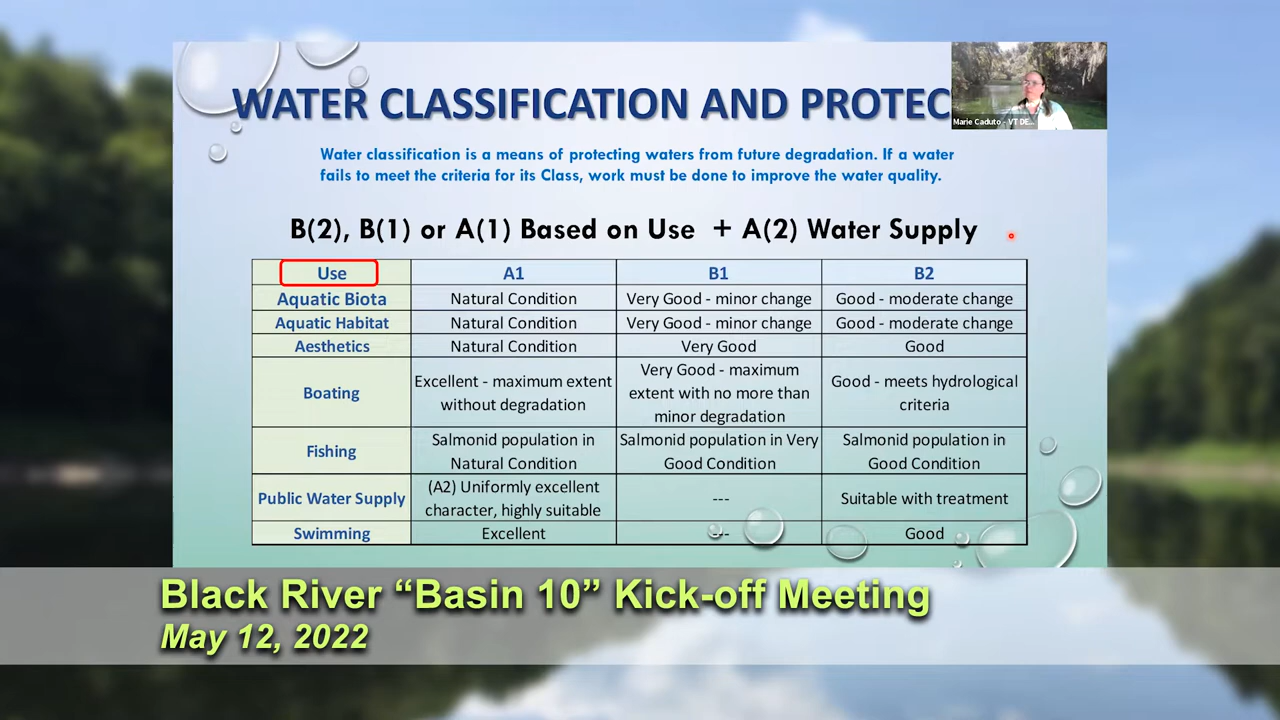 WATER CLASSIFICATION AND PROTEC
Marie Caduto - VT DE...
Water classification is a means of protecting waters from future degradation. If a water
fails to meet the criteria for its Class, work must be done to improve the water quality.
B(2), B(1) or A(1) Based on Use + A(2) Water Supply
Use A1 B1 B2
Aquatic Biota Natural Condition Very Good - minor change Good - moderate change
Aquatic Habitat Natural Condition Very Good - minor change Good - moderate change
Aesthetics Natural Condition Very Good Good
Boating
Excellent - maximum extent
without degradation
Very Good - maximum
extent with no more than
minor degradation
Good - meets hydrological
criteria
Fishing
Salmonid population in
Natural Condition
Salmonid population in Very
Good Condition
Salmonid population in
Good Condition
Public Water Supply
(A2) Uniformly excellent
character, highly suitable
---
Suitable with treatment
Swimming Excellent --- Good
Black River “Basin 10” Kick-off Meeting
May 12, 2022